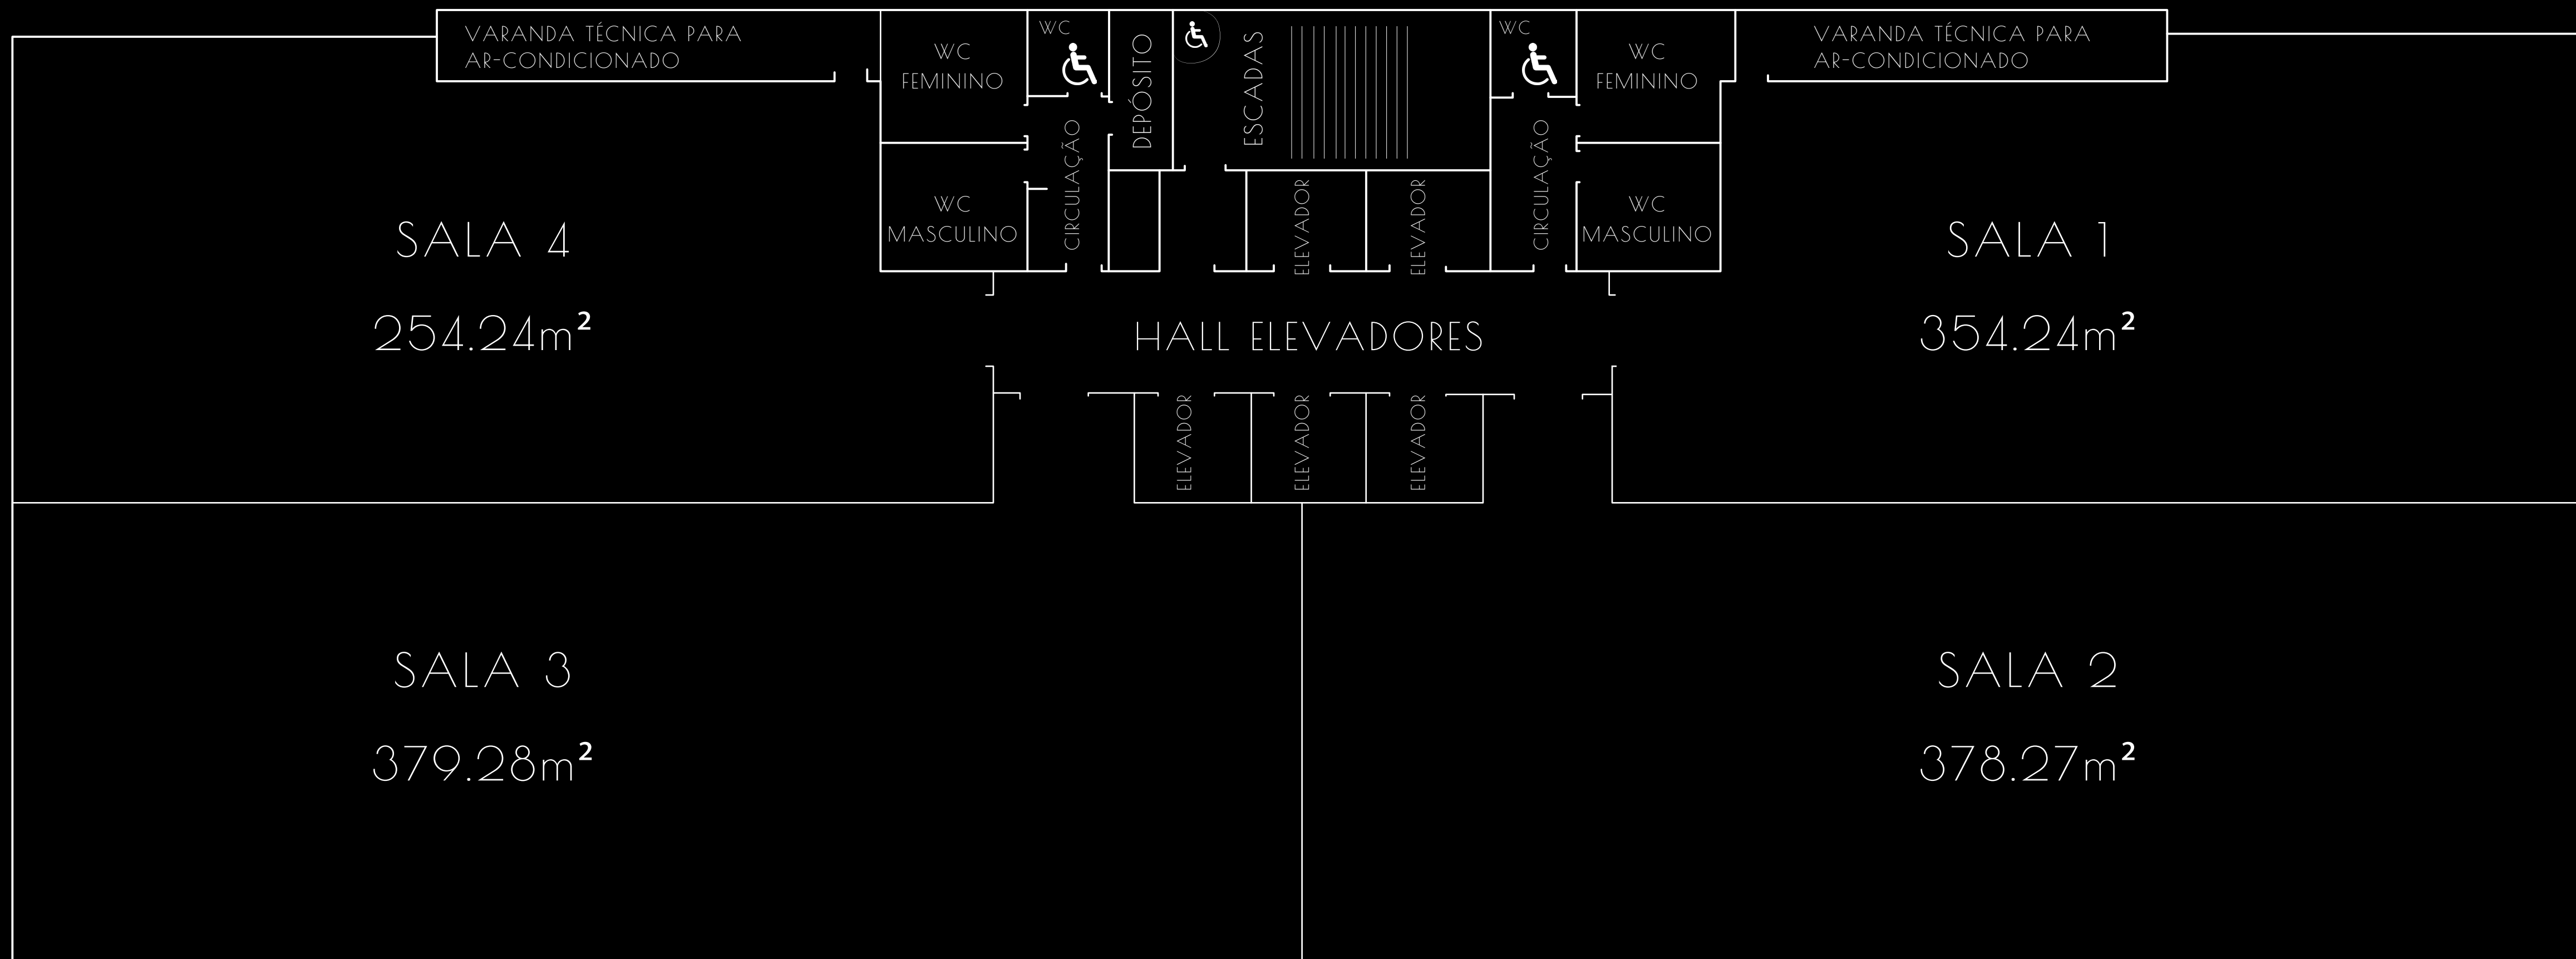 VARANDA TÉCNICA PARA
AR-CONDICIONADO
WC
FEMININO
WC
DEPÓSITO
ESCADAS
WC
WC
FEMININO
VARANDA TÉCNICA PARA
AR-CONDICIONADO
CIRCULAÇÃO
CIRCULAÇÃO
WC
MASCULINO
ELEVADOR
ELEVADOR
WC
MASCULINO
SALA 4
254.24m²
SALA 1
354.24m²
HALL ELEVADORES
ELEVADOR
ELEVADOR
ELEVADOR
SALA 3
379.28m²
SALA 2
378.27m²